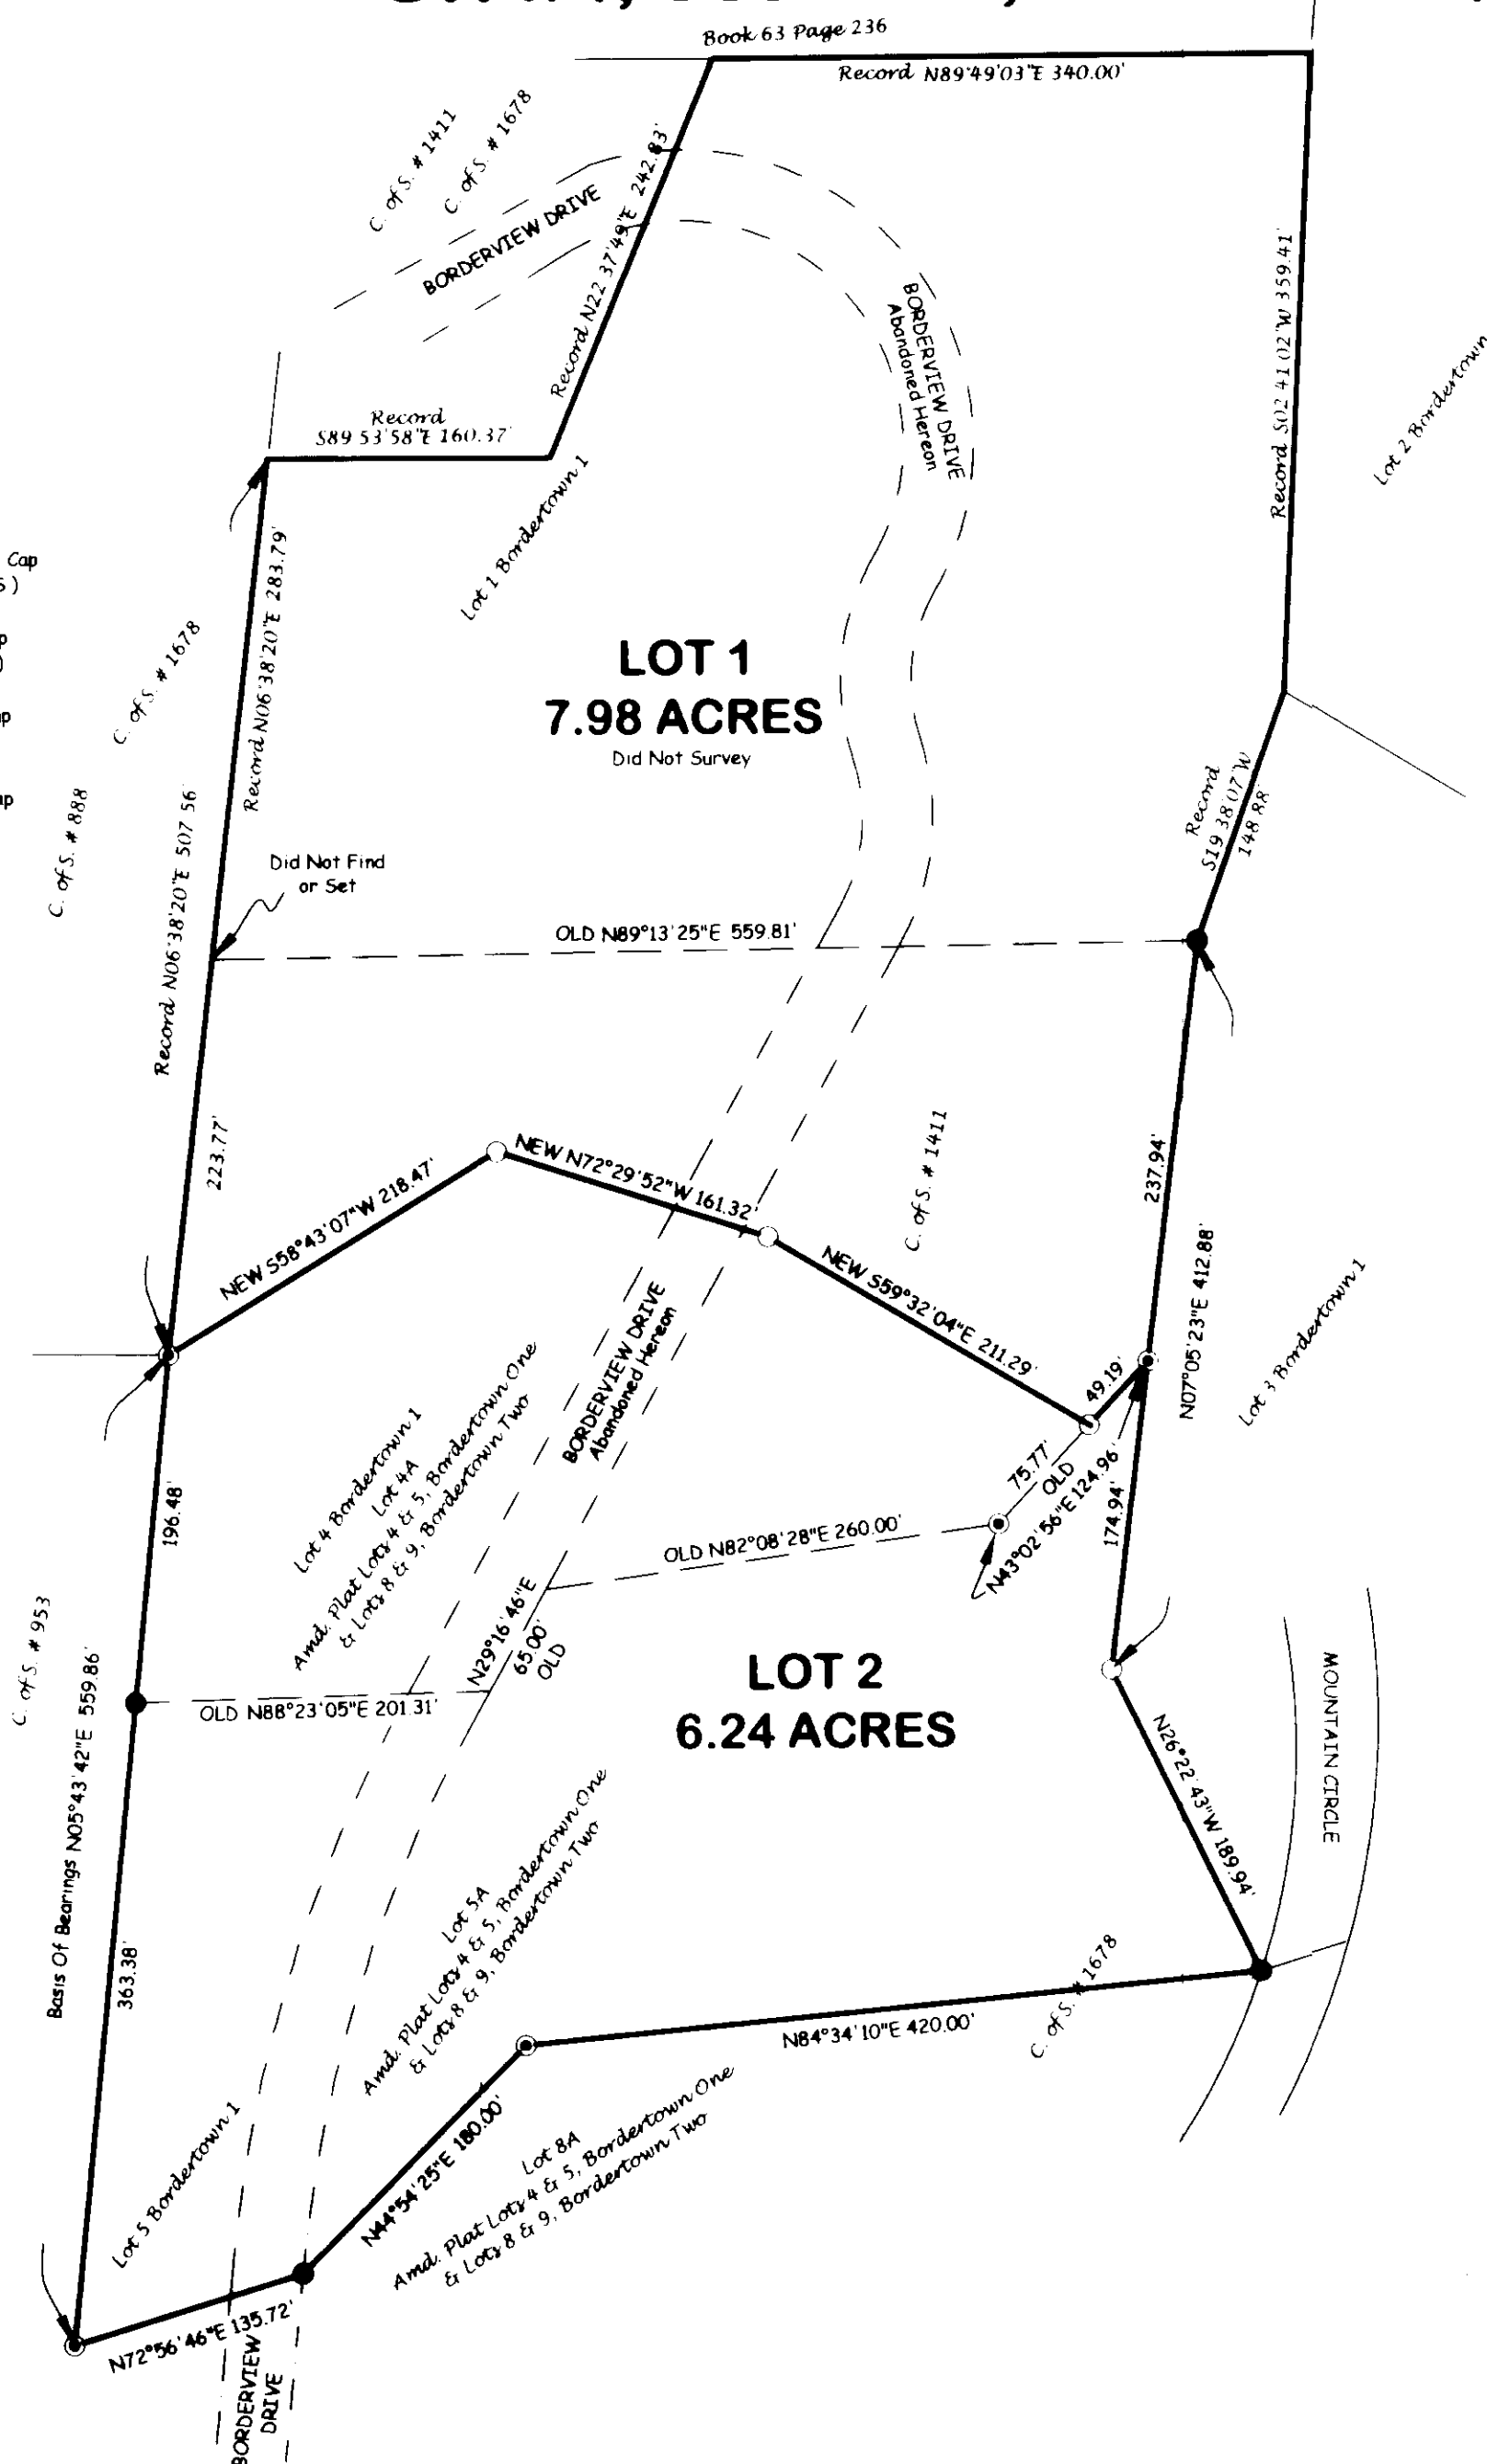 Book 63 Page 236
Record N89°49'03"E 340.00'
C. of S. # 1411
C. of S. # 1678
BORDERVIEW DRIVE
Record N22 37'49"E 242.83'
BORDERVIEW DRIVE
Abandoned Hereon
Record S02 41 02"W 359.41'
Lot 2 Bordertown
Record
S89 53'58"E 160.37'
Lot 1 Bordertown 1
Cap
Record N06°38'20"E 283.79'
C. of S. # 1678
LOT 1
7.98 ACRES
Did Not Survey
Record
S19 38'07"W
148.88'
C. of S. # 888
Record N06°38'20"E 507 56'
Did Not Find
or Set
OLD N89°13'25"E 559.81'
223.77'
NEW S58°43'07"W 218.47'
NEW N72°29'52"W 161.32'
C. of S. # 1411
237.94'
NEW S59°32'04"E 211.29'
N07°05'23"E 412.88'
Lot 3 Bordertown 1
49.19'
BORDERVIEW DRIVE
Abandoned Hereon
Lot 4 Bordertown 1
Lot 4A
Amd. Plat Lots 4 & 5, Bordertown One
& Lots 8 & 9, Bordertown Two
75.77'
OLD
N43°02'56"E 124.96'
174.94'
196.48'
OLD N82°08'28"E 260.00'
N29°16'46"E
65.00'
OLD
C. of S. # 953
LOT 2
6.24 ACRES
MOUNTAIN CIRCLE
OLD N88°23'05"E 201.31'
Basis Of Bearings N05°43'42"E 559.86'
N26°22'43"W 189.94'
363.38'
Lot 5A
Amd. Plat Lots 4 & 5, Bordertown One
& Lots 8 & 9, Bordertown Two
C. of S. # 1678
N84°34'10"E 420.00'
Lot 5 Bordertown 1
N44°54'25"E 180.00'
Lot 8A
Amd. Plat Lots 4 & 5, Bordertown One
& Lots 8 & 9, Bordertown Two
N72°56'46"E 135.72'
BORDERVIEW
DRIVE